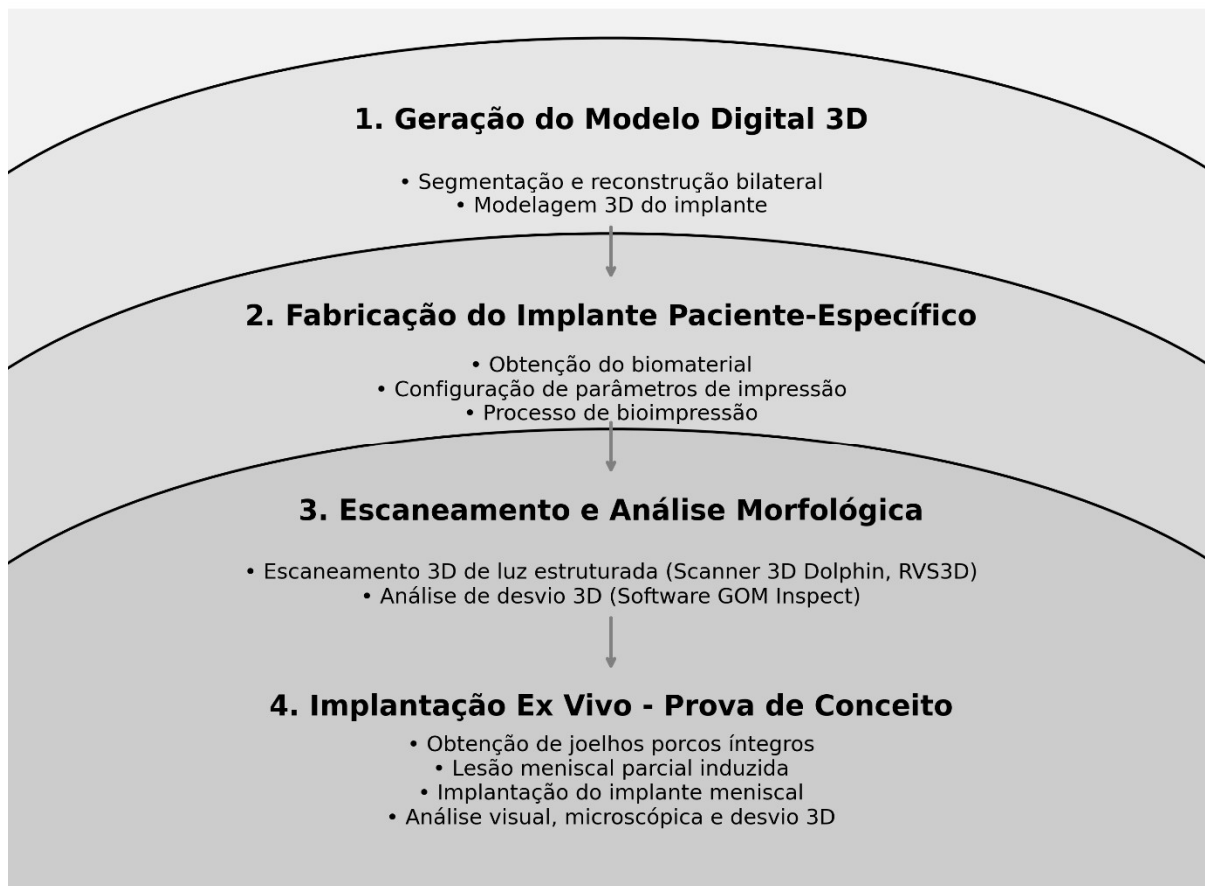 1. Geração do Modelo Digital 3D
• Segmentação e reconstrução bilateral
• Modelagem 3D do implante
2. Fabricação do Implante Paciente-Específico
• Obtenção do biomaterial
• Configuração de parâmetros de impressão
• Processo de bioimpressão
3. Escaneamento e Análise Morfológica
• Escaneamento 3D de luz estruturada (Scanner 3D Dolphin, RVS3D)
• Análise de desvio 3D (Software GOM Inspect)
4. Implantação Ex Vivo - Prova de Conceito
• Obtenção de joelhos porcos íntegros
• Lesão meniscal parcial induzida
• Implantação do implante meniscal
• Análise visual, microscópica e desvio 3D